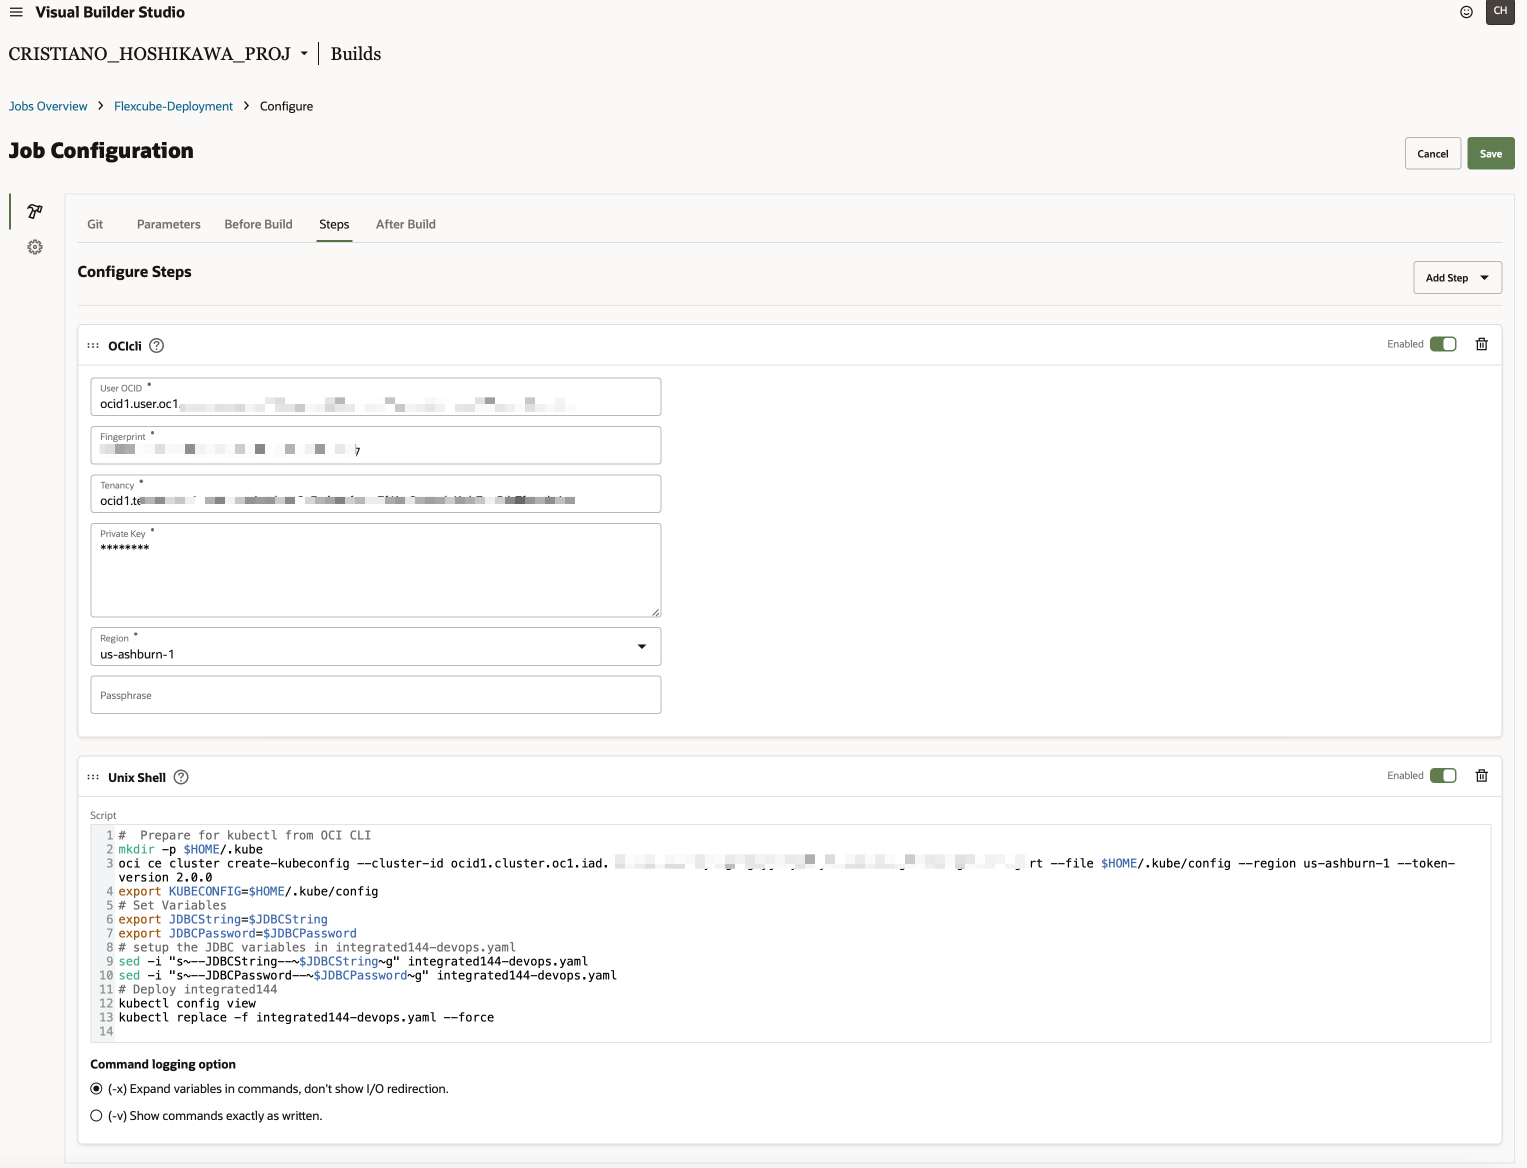 Visual Builder Studio
CH
CRISTIANO_HOSHIKAWA_PROJ | Builds
Jobs Overview > Flexcube-Deployment > Configure
Job Configuration
Cancel
Save
Git
Parameters
Before Build
Steps
After Build
Configure Steps
Add Step
OCIcli
Enabled
User OCID
ocid1.user.oc1.
Fingerprint
7
Tenancy
ocid1.te
Private Key
********
Region
us-ashburn-1
Passphrase
Unix Shell
Enabled
Script
1 #  Prepare for kubectl from OCI CLI
2 mkdir -p $HOME/.kube
3 oci ce cluster create-kubeconfig --cluster-id ocid1.cluster.oc1.iad. rt --file $HOME/.kube/config --region us-ashburn-1 --token-
version 2.0.0
4 export KUBECONFIG=$HOME/.kube/config
5 # Set Variables
6 export JDBCString=$JDBCString
7 export JDBCPassword=$JDBCPassword
8 # setup the JDBC variables in integrated144-devops.yaml
9 sed -i "s~--JDBCString--~$JDBCString~g" integrated144-devops.yaml
10 sed -i "s~--JDBCPassword--~$JDBCPassword~g" integrated144-devops.yaml
11 # Deploy integrated144
12 kubectl config view
13 kubectl replace -f integrated144-devops.yaml --force
14
Command logging option
(-x) Expand variables in commands, don't show I/O redirection.
(-v) Show commands exactly as written.